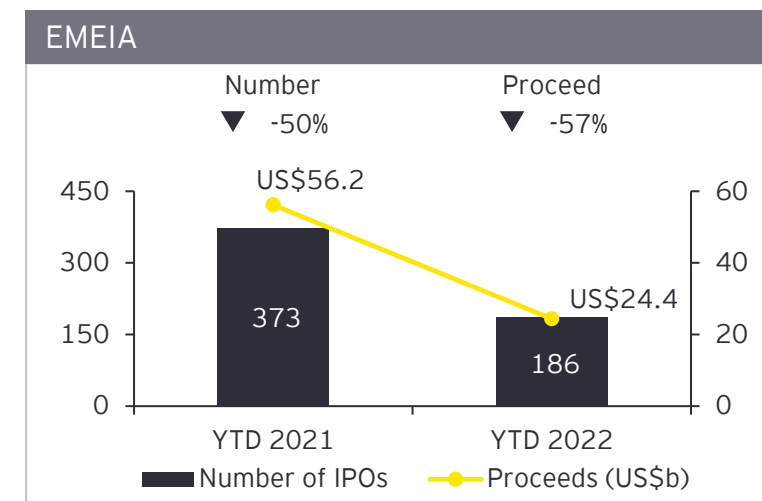 EMEIA
Number
▼ -50%
Proceed
▼ -57%
US$56.2
US$24.4
450
300
150
0
60
40
20
0
373
186
YTD 2021
YTD 2022
Number of IPOs
Proceeds (US$b)